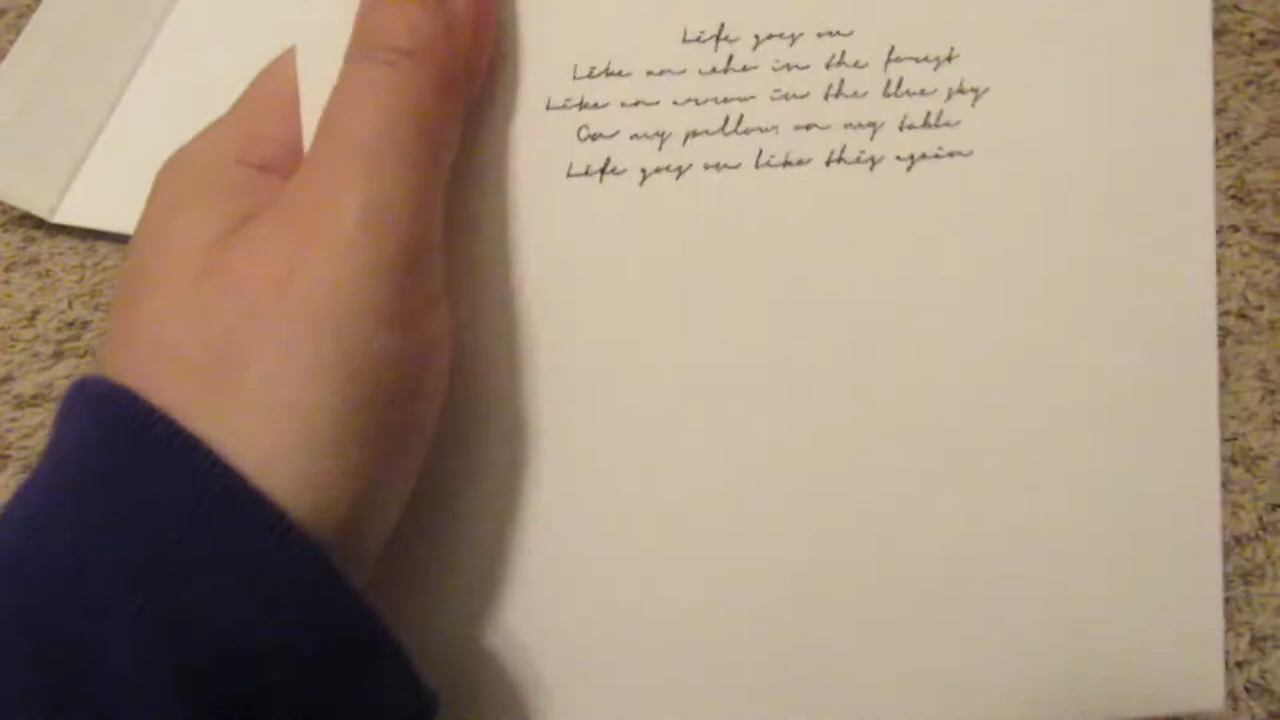 Life goes on
Like an echo in the forest
Like an arrow in the blue sky
On my pillow, on my table
Life goes on like this again